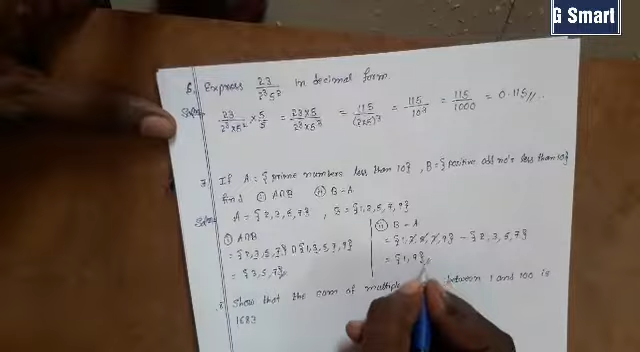 G Smart
6. Express 23/2³5² in decimal form.
Soln: 23/2³×5² × 5/5 = 23×5/2³×5³ = 115/(2×5)³ = 115/10³ = 115/1000 = 0.115//.
7. If A = {prime numbers less than 10}, B = {positive odd no's less than 10}
find (i) A∩B (ii) B-A
Soln: A = {2, 3, 5, 7}, B = {1, 3, 5, 7, 9}
(i) A∩B
= {2, 3, 5, 7} ∩ {1, 3, 5, 7, 9}
= {3, 5, 7}
(ii) B - A
= {1, 3, 5, 7, 9} - {2, 3, 5, 7}
= {1, 9}
8. Show that the sum of multiple between 1 and 100 is
1683